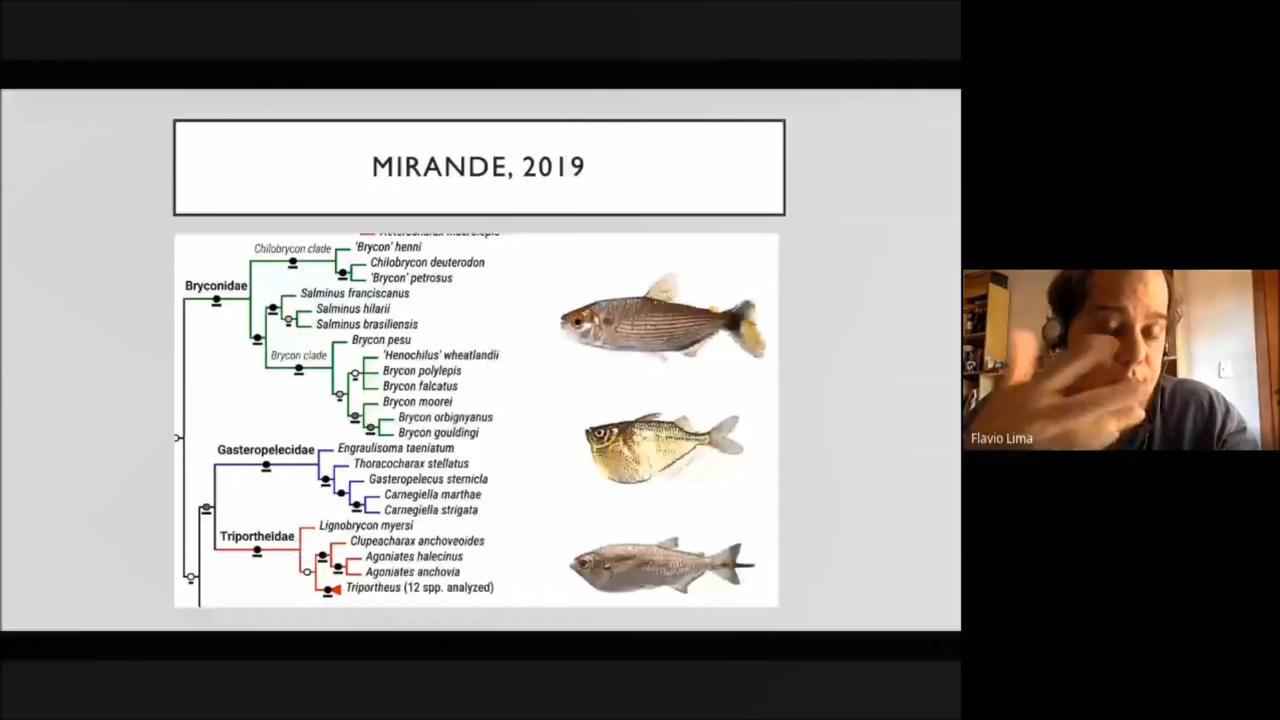 MIRANDE, 2019
Chilobrycon clade
'Brycon' henni
Chilobrycon deuterodon
Bryconidae
'Brycon' petrosus
Salminus franciscanus
Salminus hilarii
Salminus brasiliensis
Brycon pesu
Brycon clade
'Henochilus' wheatlandii
Brycon polylepis
Brycon falcatus
Brycon moorei
Brycon orbignyanus
Brycon gouldingi
Gasteropelecidae
Engraulisoma taeniatum
Thoracocharax stellatus
Gasteropelecus sternicla
Carnegiella marthae
Carnegiella strigata
Lignobrycon myersi
Triportheidae
Clupeacharax anchoveoides
Agoniates halecinus
Agoniates anchovia
Triportheus (12 spp. analyzed)
Flavio Lima